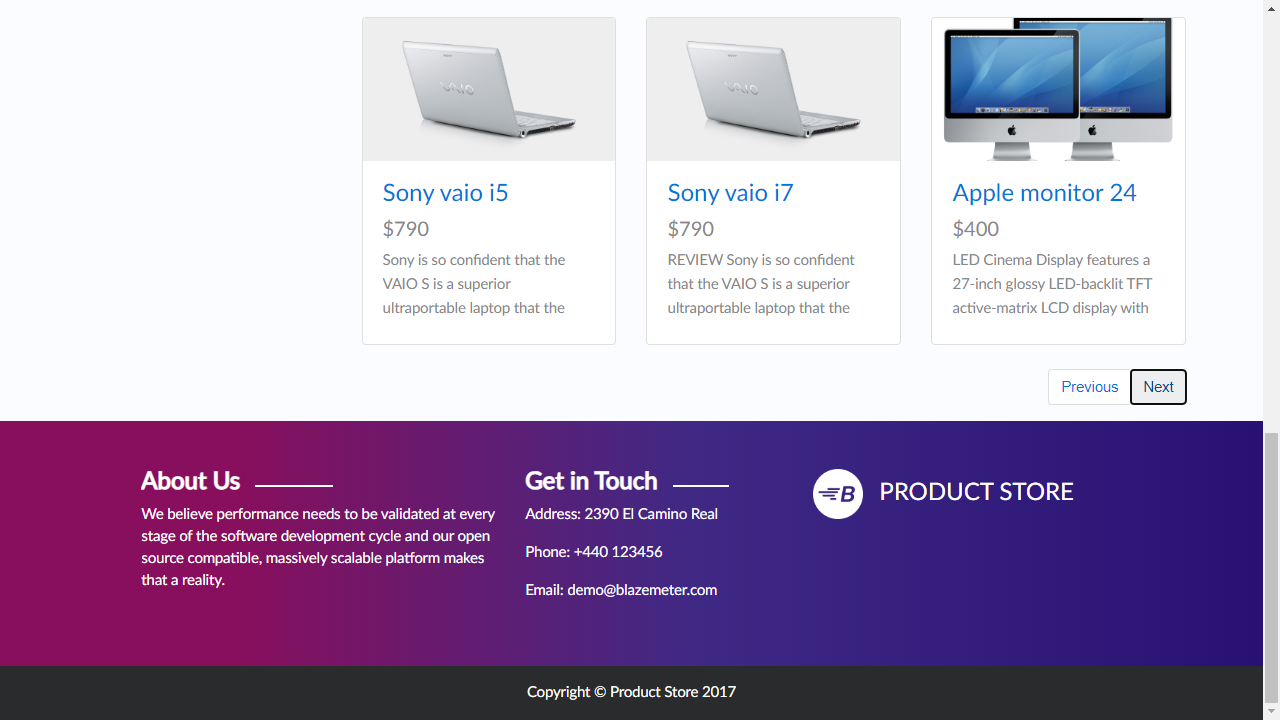 VAIO
VAIO
Sony vaio i5
$790
Sony is so confident that the
VAIO S is a superior
ultraportable laptop that the
Sony vaio i7
$790
REVIEW Sony is so confident
that the VAIO S is a superior
ultraportable laptop that the
Apple monitor 24
$400
LED Cinema Display features a
27-inch glossy LED-backlit TFT
active-matrix LCD display with
Previous
Next
About Us
We believe performance needs to be validated at every
stage of the software development cycle and our open
source compatible, massively scalable platform makes
that a reality.
Get in Touch
Address: 2390 El Camino Real
Phone: +440 123456
Email: demo@blazemeter.com
B
PRODUCT STORE
Copyright © Product Store 2017